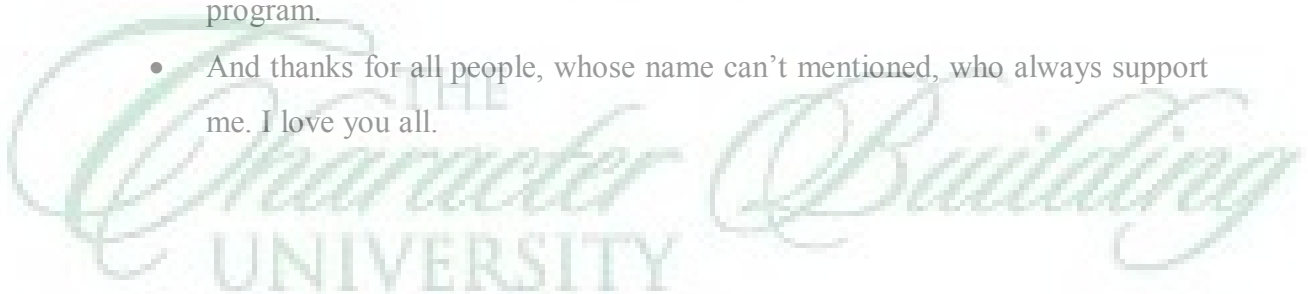 program.
• And thanks for all people, whose name can't mentioned, who always support
me. I love you all.
THE
Character Building
UNIVERSITY